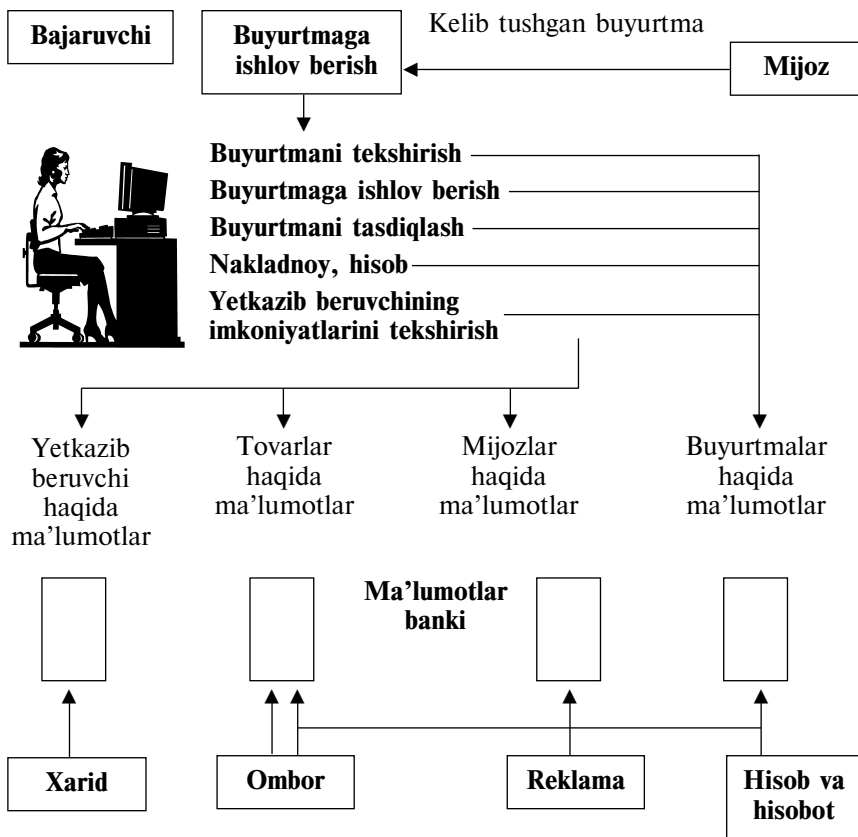 Bajaruvchi
Buyurtmaga
ishlov berish
Kelib tushgan buyurtma
Mijoz
Buyurtmani tekshirish
Buyurtmaga ishlov berish
Buyurtmani tasdiqlash
Nakladnoy, hisob
Yetkazib beruvchining
imkoniyatlarini tekshirish
Yetkazib
beruvchi
haqida
ma’lumotlar
Tovarlar
haqida
ma’lumotlar
Mijozlar
haqida
ma’lumotlar
Buyurtmalar
haqida
ma’lumotlar
Ma’lumotlar
banki
Xarid
Ombor
Reklama
Hisob va
hisobot